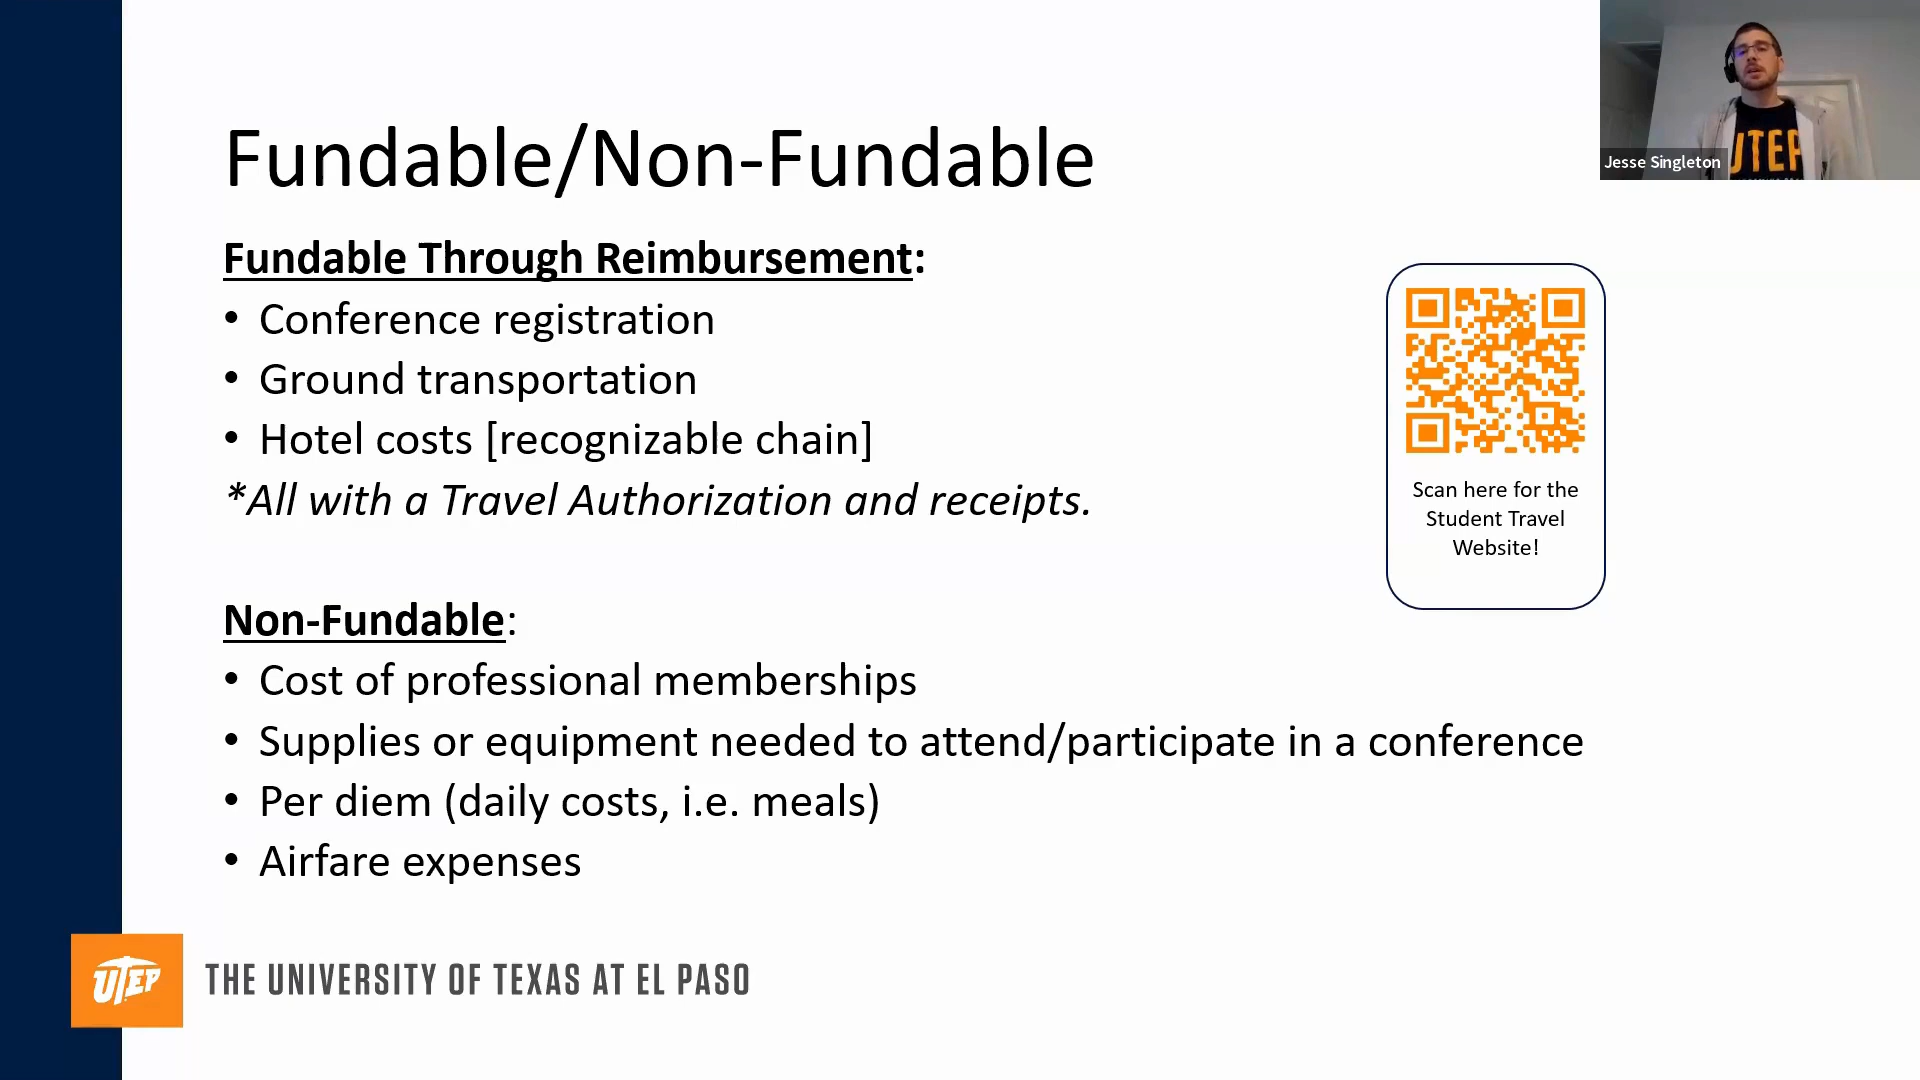 Fundable/Non-Fundable
Fundable Through Reimbursement:
• Conference registration
• Ground transportation
• Hotel costs [recognizable chain]
*All with a Travel Authorization and receipts.
Non-Fundable:
• Cost of professional memberships
• Supplies or equipment needed to attend/participate in a conference
• Per diem (daily costs, i.e. meals)
• Airfare expenses
Scan here for the
Student Travel
Website!
UTEP
Jesse Singleton
UTEP
THE UNIVERSITY OF TEXAS AT EL PASO